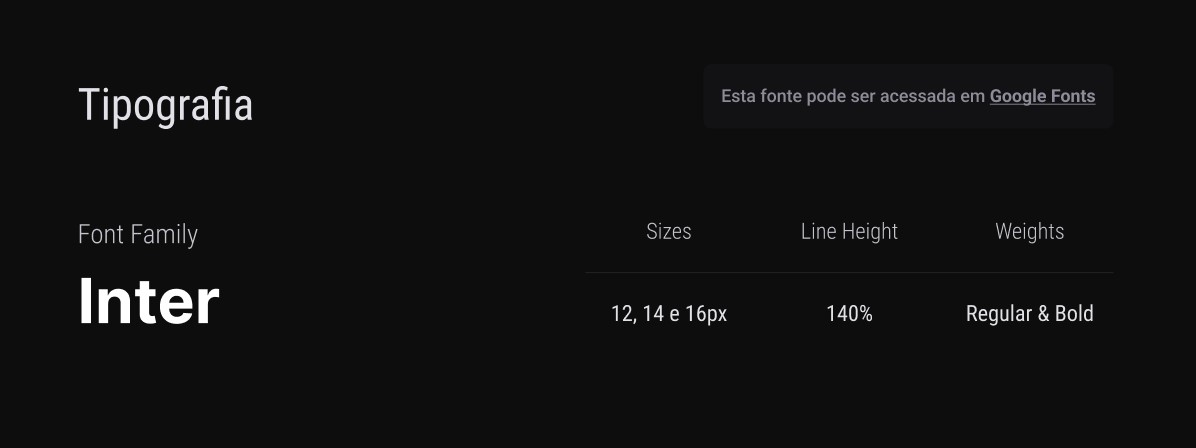 Tipografia
Esta fonte pode ser acessada em Google Fonts
Font Family
Inter
Sizes
Line Height
Weights
12, 14 e 16px
140%
Regular & Bold